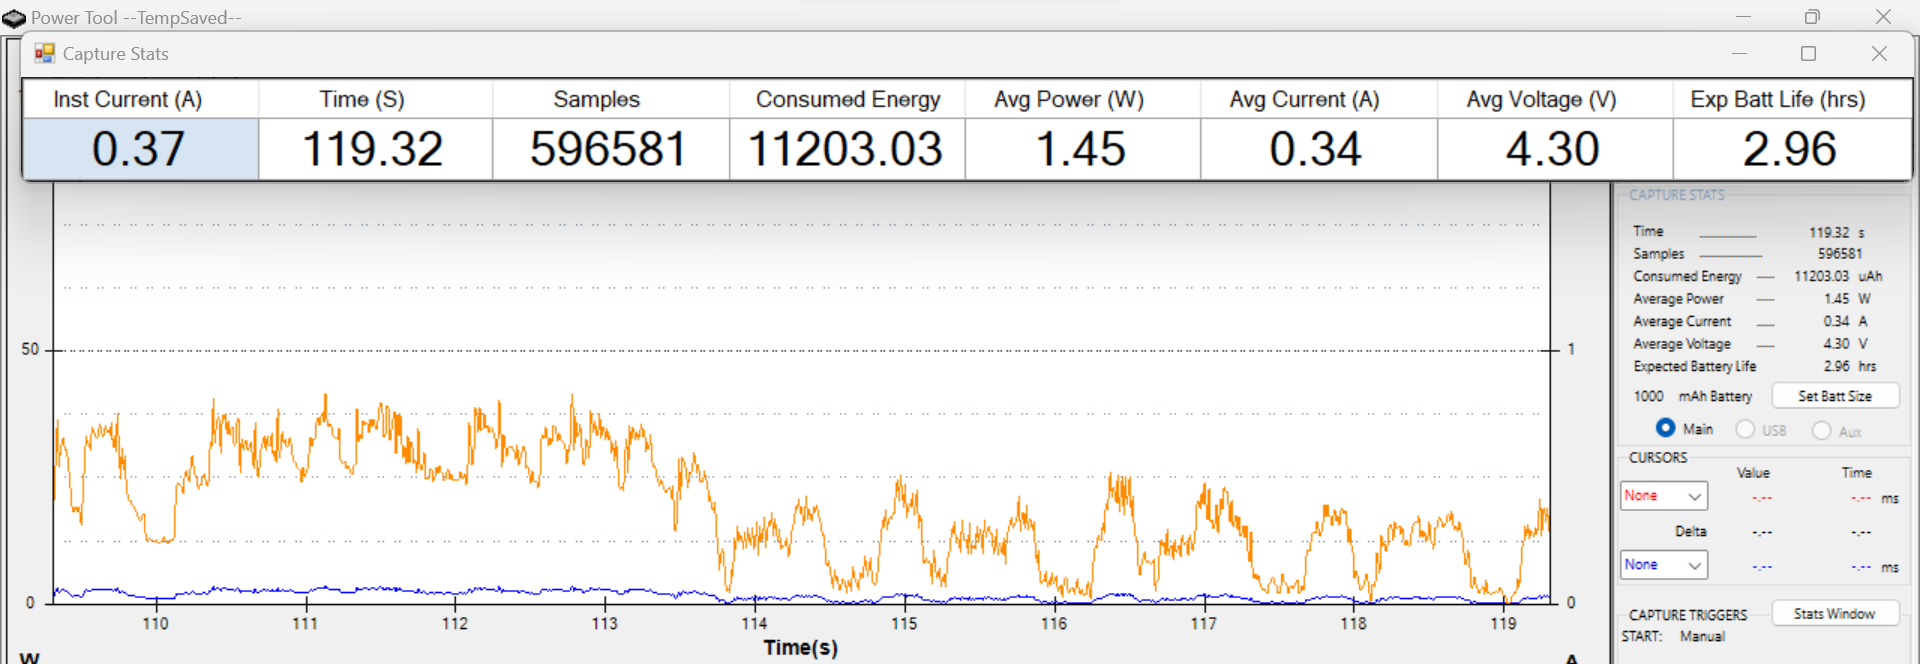 Power Tool --TempSaved--
Capture Stats
Inst Current (A) Time (S) Samples Consumed Energy Avg Power (W) Avg Current (A) Avg Voltage (V) Exp Batt Life (hrs)
0.37 119.32 596581 11203.03 1.45 0.34 4.30 2.96
CAPTURE STATS
Time 119.32 s
Samples 596581
Consumed Energy 11203.03 uAh
Average Power 1.45 W
Average Current 0.34 A
Average Voltage 4.30 V
Expected Battery Life 2.96 hrs
1000 mAh Battery Set Batt Size
Main USB Aux
CURSORS
Value Time
None -.-- -.-- ms
Delta -.-- -.--
None -.-- -.-- ms
CAPTURE TRIGGERS Stats Window
START: Manual
50 1
0 0
110 111 112 113 114 115 116 117 118 119
Time(s)
W A